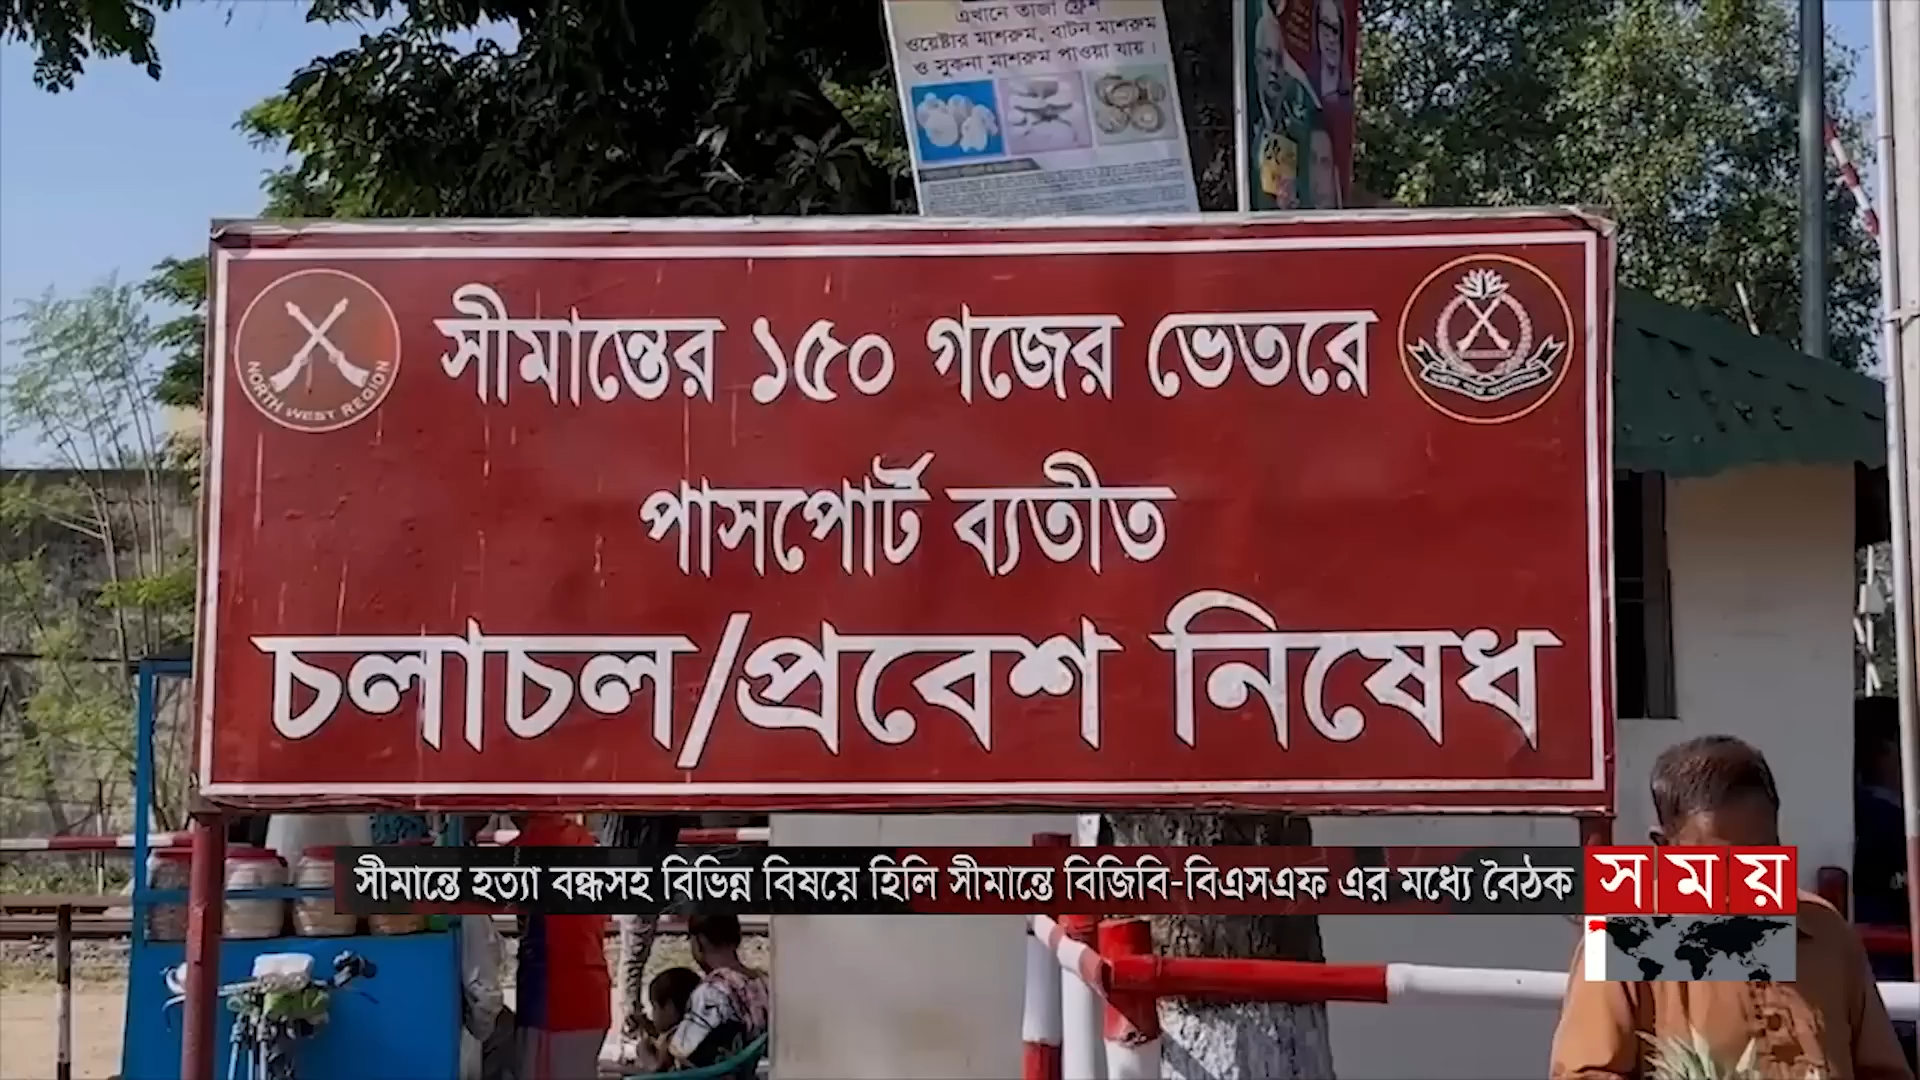 এখানে তাজা ফ্রেশ
ওয়েষ্টার মাশরুম, বাটন মাশরুম
ও সুকনা মাশরুম পাওয়া যায়।
সীমান্তের ১৫০ গজের ভেতরে
NORTH WEST REGION
পাসপোর্ট ব্যতীত
চলাচল/প্রবেশ নিষেধ
সীমান্তে হত্যা বন্ধসহ বিভিন্ন বিষয়ে হিলি সীমান্তে বিজিবি-বিএসএফ এর মধ্যে বৈঠক
সময়